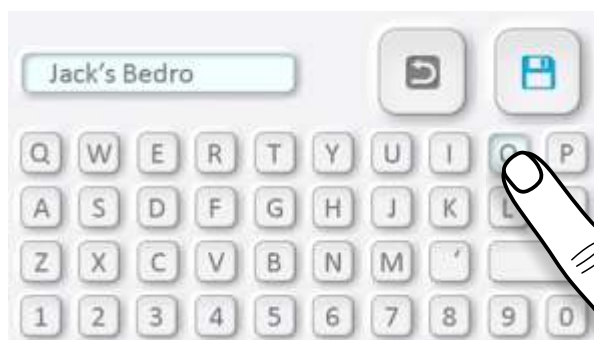 Jack’s Bedro
Q W E R T Y U I O P
A S D F G H J K L
Z X C V B N M ‘
1 2 3 4 5 6 7 8 9 0